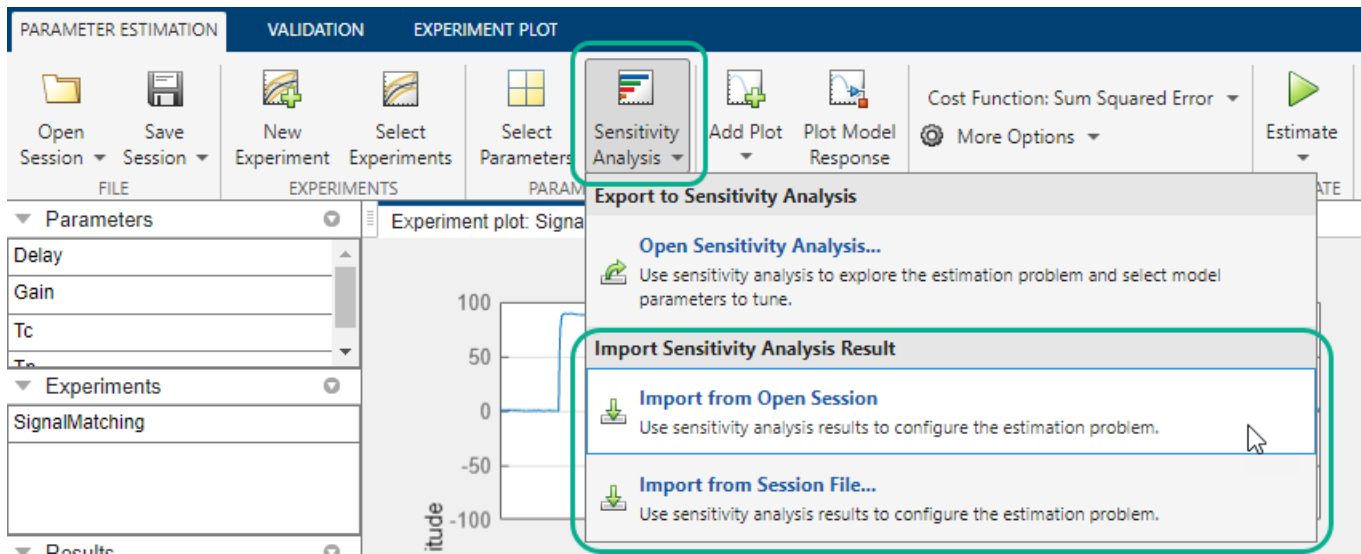 PARAMETER ESTIMATION VALIDATION EXPERIMENT PLOT
Open Session
Save Session
New Experiment
Select Experiments
Select Parameters
Sensitivity Analysis
Add Plot
Plot Model Response
Cost Function: Sum Squared Error
More Options
Estimate
FILE
EXPERIMENTS
Export to Sensitivity Analysis
Open Sensitivity Analysis...
Use sensitivity analysis to explore the estimation problem and select model
parameters to tune.
Import Sensitivity Analysis Result
Import from Open Session
Use sensitivity analysis results to configure the estimation problem.
Import from Session File...
Use sensitivity analysis results to configure the estimation problem.
Parameters
Delay
Gain
Tc
Experiments
SignalMatching
Results
Experiment plot: Signa
100
50
0
-50
-100